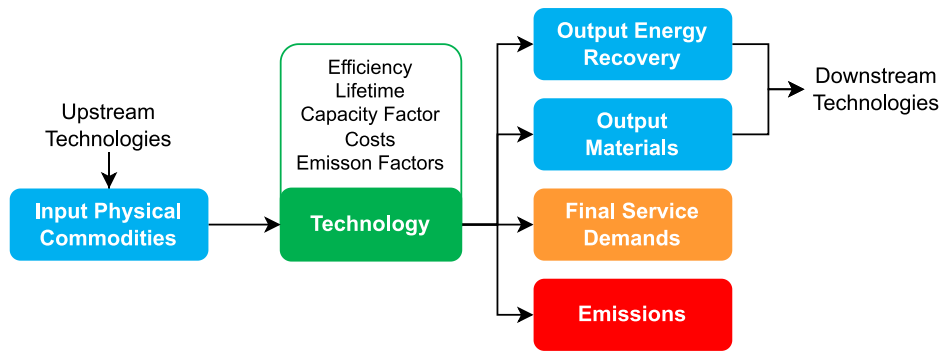 Upstream
Technologies
Input Physical
Commodities
Efficiency
Lifetime
Capacity Factor
Costs
Emisson Factors
Technology
Output Energy
Recovery
Output
Materials
Final Service
Demands
Emissions
Downstream
Technologies